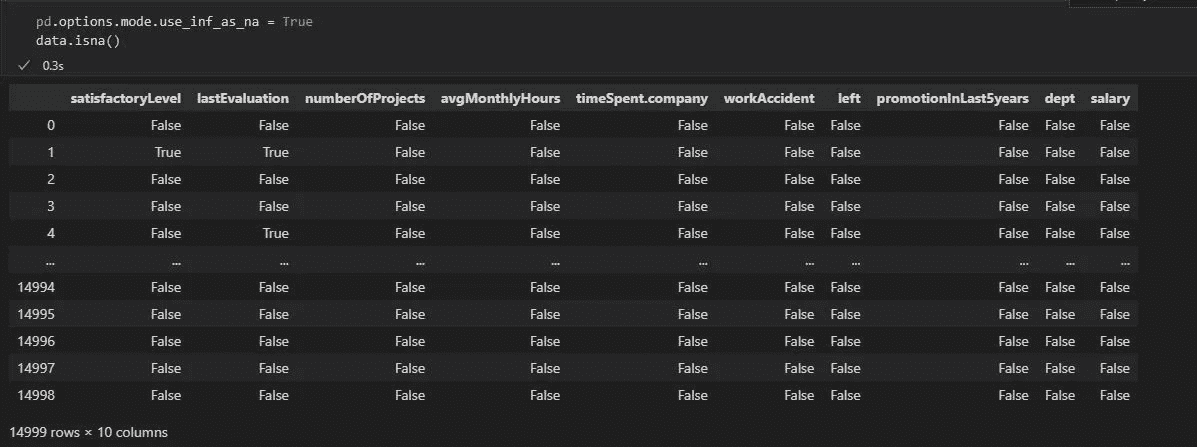 pd.options.mode.use_inf_as_na = True
data.isna()
✓ 0.3s
satisfactoryLevel lastEvaluation numberOfProjects avgMonthlyHours timeSpent.company workAccident left promotionInLast5years dept salary
0 False False False False False False False False False False
1 True True False False False False False False False False
2 False False False False False False False False False False
3 False False False False False False False False False False
4 False True False False False False False False False False
... ... ... ... ... ... ... ... ... ... ...
14994 False False False False False False False False False False
14995 False False False False False False False False False False
14996 False False False False False False False False False False
14997 False False False False False False False False False False
14998 False False False False False False False False False False
14999 rows × 10 columns